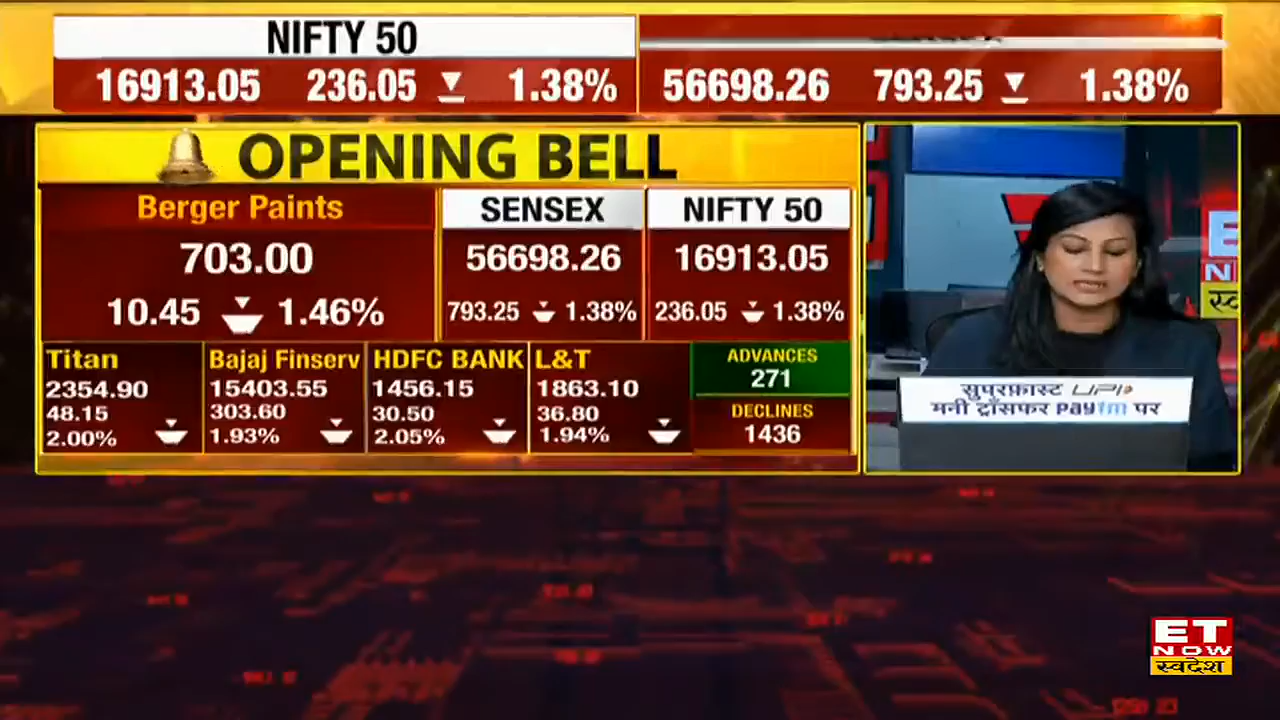 NIFTY 50
16913.05 236.05 1.38%
56698.26 793.25 1.38%
OPENING BELL
Berger Paints
703.00
10.45 1.46%
SENSEX
56698.26
793.25 1.38%
NIFTY 50
16913.05
236.05 1.38%
Titan
2354.90
48.15
2.00%
Bajaj Finserv
15403.55
303.60
1.93%
HDFC BANK
1456.15
30.50
2.05%
L&T
1863.10
36.80
1.94%
ADVANCES
271
DECLINES
1436
सुपरफ़ास्ट UPI
मनी ट्राँसफर paytm पर
ET
NOW
स्वदेश